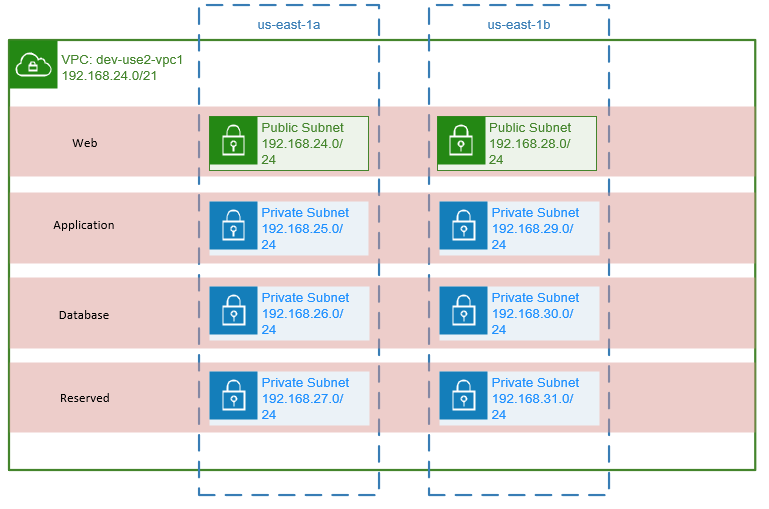 us-east-1a
us-east-1b
VPC: dev-use2-vpc1
192.168.24.0/21
Web
Public Subnet
192.168.24.0/
24
Public Subnet
192.168.28.0/
24
Application
Private Subnet
192.168.25.0/
24
Private Subnet
192.168.29.0/
24
Database
Private Subnet
192.168.26.0/
24
Private Subnet
192.168.30.0/
24
Reserved
Private Subnet
192.168.27.0/
24
Private Subnet
192.168.31.0/
24